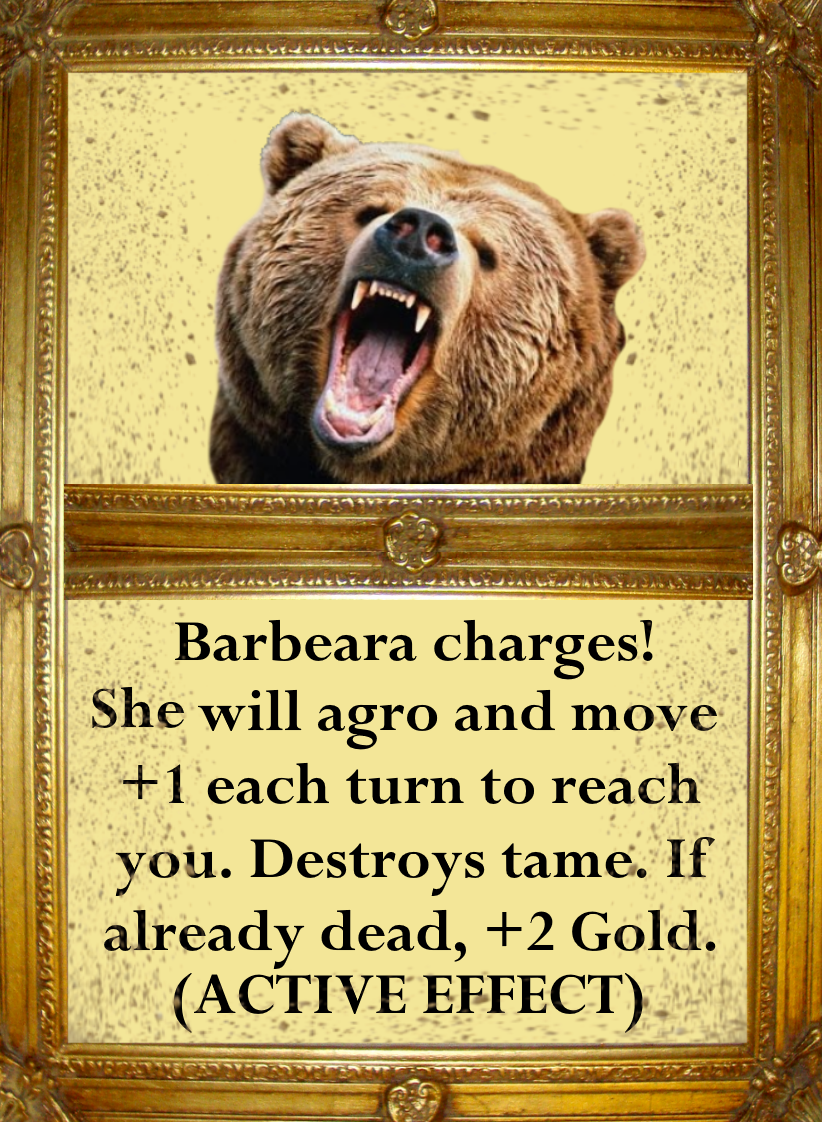 Barbeara charges!
She will agro and move
+1 each turn to reach
you. Destroys tame. If
already dead, +2 Gold.
(ACTIVE EFFECT)